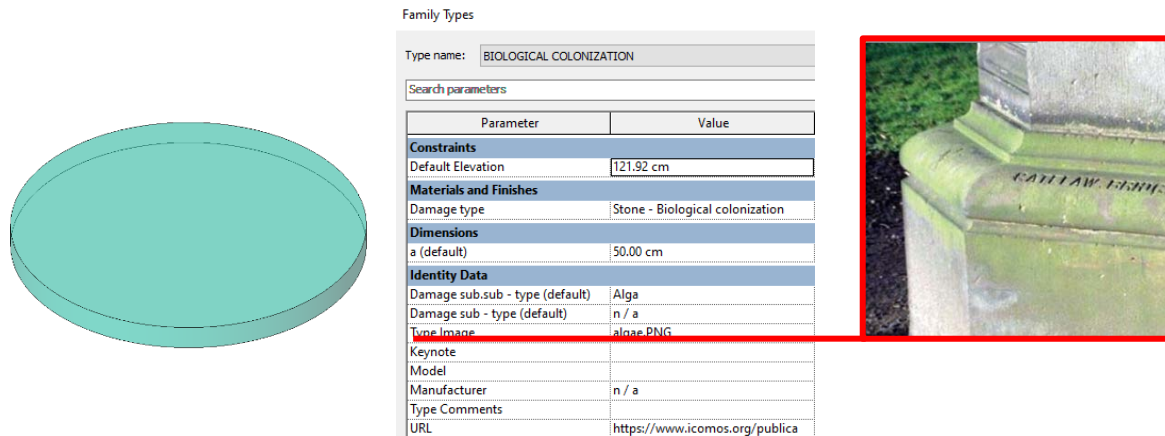 Family Types
Type name: BIOLOGICAL COLONIZATION
Search parameters
Parameter Value
Constraints
Default Elevation 121.92 cm
Materials and Finishes
Damage type Stone - Biological colonization
Dimensions
a (default) 50.00 cm
Identity Data
Damage sub.sub - type (default) Alga
Damage sub - type (default) n / a
Type Image algae.PNG
Keynote
Model
Manufacturer n / a
Type Comments
URL https://www.icomos.org/publica